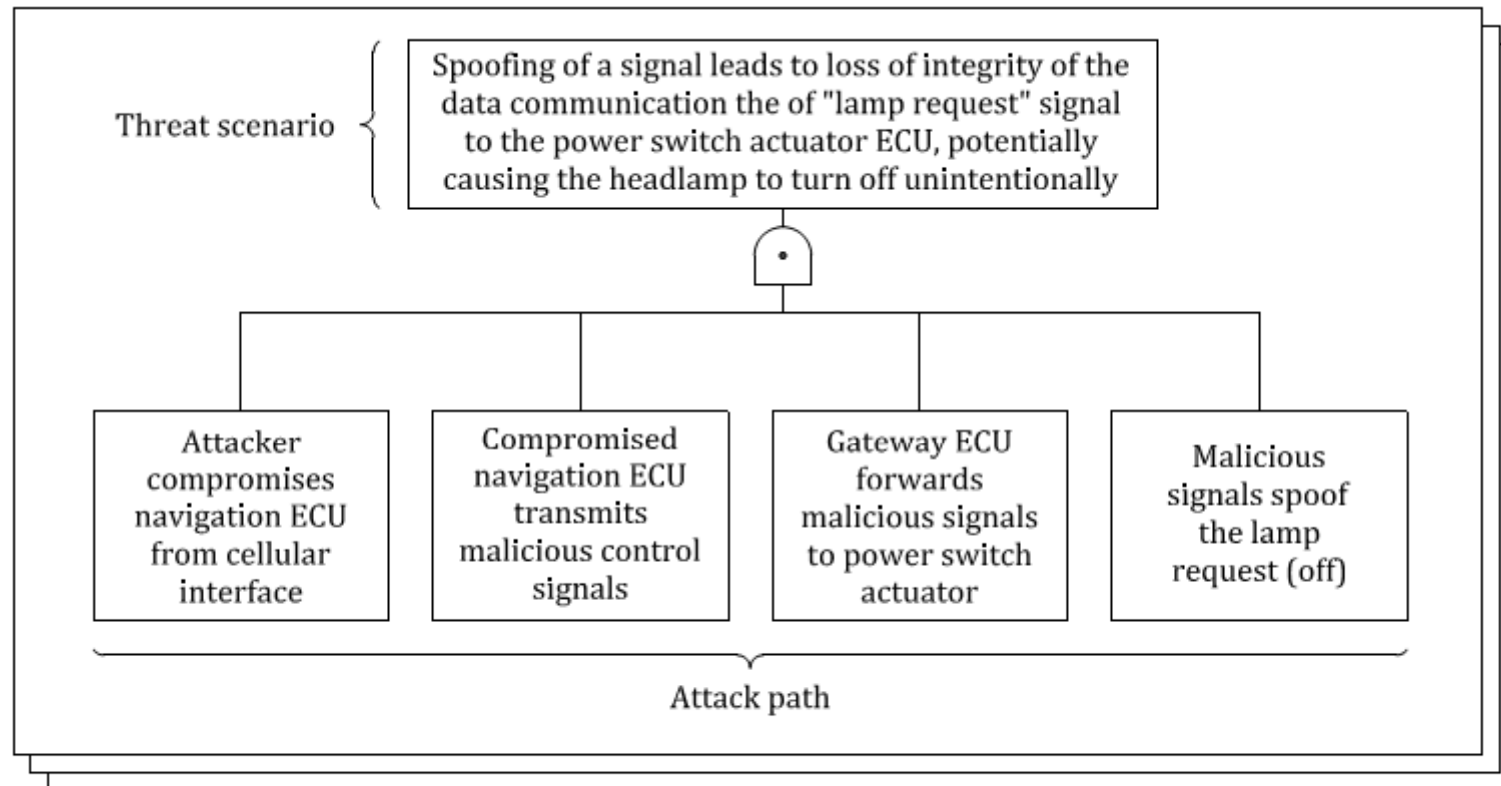 Threat scenario
Spoofing of a signal leads to loss of integrity of the
data communication the of "lamp request" signal
to the power switch actuator ECU, potentially
causing the headlamp to turn off unintentionally
Attacker
compromises
navigation ECU
from cellular
interface
Compromised
navigation ECU
transmits
malicious control
signals
Gateway ECU
forwards
malicious signals
to power switch
actuator
Malicious
signals spoof
the lamp
request (off)
Attack path